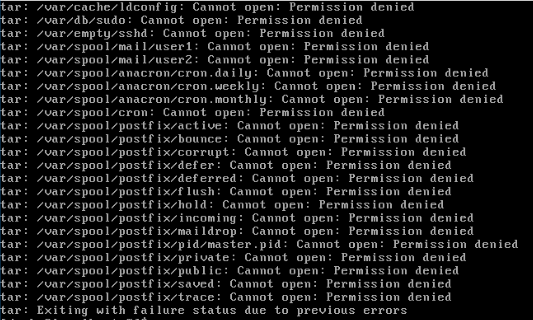 tar: /var/cache/ldconfig: Cannot open: Permission denied
tar: /var/db/sudo: Cannot open: Permission denied
tar: /var/empty/sshd: Cannot open: Permission denied
tar: /var/spool/mail/user1: Cannot open: Permission denied
tar: /var/spool/mail/user2: Cannot open: Permission denied
tar: /var/spool/anacron/cron.daily: Cannot open: Permission denied
tar: /var/spool/anacron/cron.weekly: Cannot open: Permission denied
tar: /var/spool/anacron/cron.monthly: Cannot open: Permission denied
tar: /var/spool/cron: Cannot open: Permission denied
tar: /var/spool/postfix/active: Cannot open: Permission denied
tar: /var/spool/postfix/bounce: Cannot open: Permission denied
tar: /var/spool/postfix/corrupt: Cannot open: Permission denied
tar: /var/spool/postfix/defer: Cannot open: Permission denied
tar: /var/spool/postfix/deferred: Cannot open: Permission denied
tar: /var/spool/postfix/flush: Cannot open: Permission denied
tar: /var/spool/postfix/hold: Cannot open: Permission denied
tar: /var/spool/postfix/incoming: Cannot open: Permission denied
tar: /var/spool/postfix/maildrop: Cannot open: Permission denied
tar: /var/spool/postfix/pid/master.pid: Cannot open: Permission denied
tar: /var/spool/postfix/private: Cannot open: Permission denied
tar: /var/spool/postfix/public: Cannot open: Permission denied
tar: /var/spool/postfix/saved: Cannot open: Permission denied
tar: /var/spool/postfix/trace: Cannot open: Permission denied
tar: Exiting with failure status due to previous errors